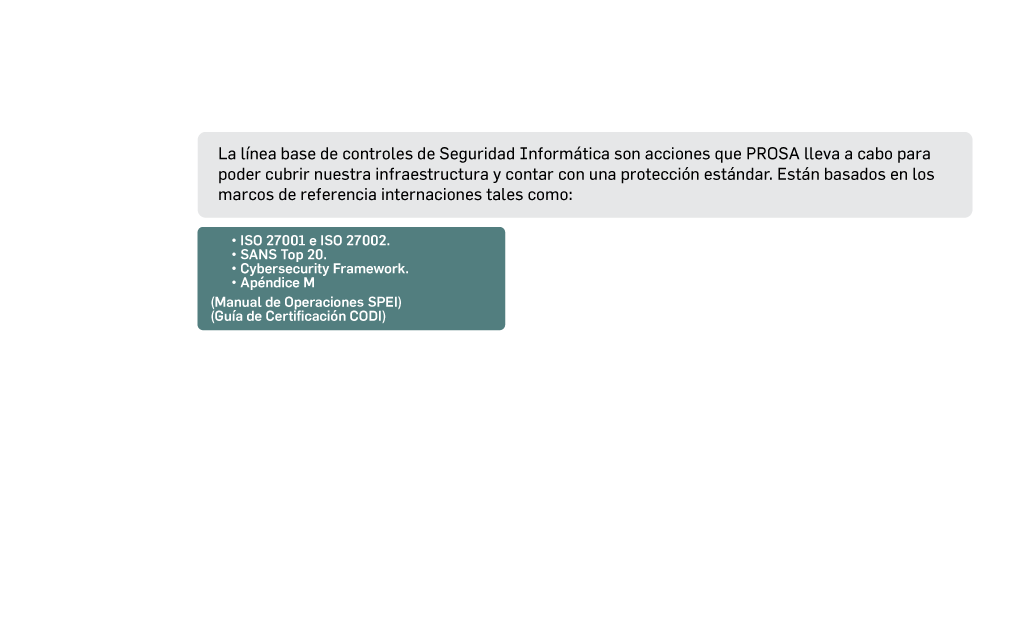 La línea base de controles de Seguridad Informática son acciones que PROSA lleva a cabo para
poder cubrir nuestra infraestructura y contar con una protección estándar. Están basados en los
marcos de referencia internaciones tales como:
• ISO 27001 e ISO 27002.
• SANS Top 20.
• Cybersecurity Framework.
• Apéndice M
(Manual de Operaciones SPEI)
(Guía de Certificación CODI)